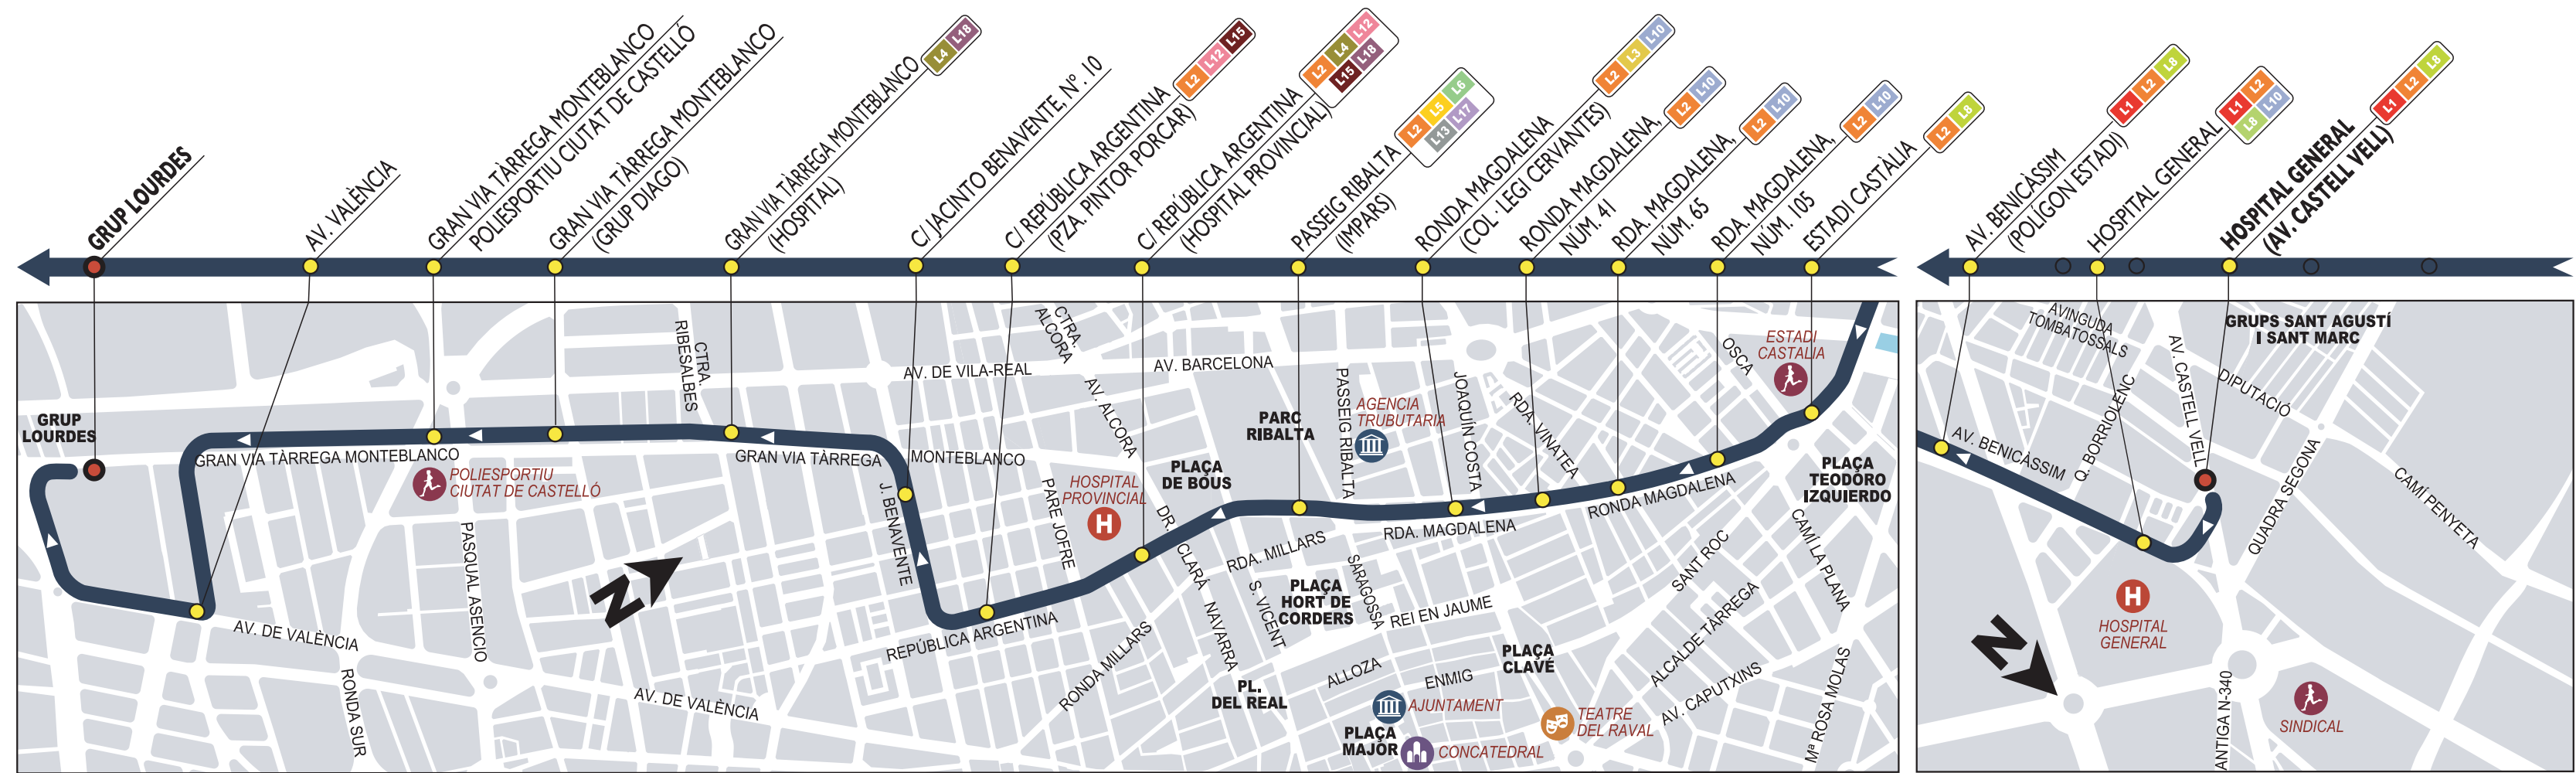 GRUP LOURDES
AV. VALÈNCIA
GRAN VIA TÀRREGA MONTEBLANCO
POLIESPORTIU CIUTAT DE CASTELLÓ
GRAN VIA TÀRREGA MONTEBLANCO
(GRUP DIAGO)
GRAN VIA TÀRREGA MONTEBLANCO
(HOSPITAL)
L4 L18
C/ JACINTO BENAVENTE, Nº. 10
C/ REPÚBLICA ARGENTINA
(PZA. PINTOR PORCAR)
L2 L12 L15
C/ REPÚBLICA ARGENTINA
(HOSPITAL PROVINCIAL)
L2 L4 L12
L15 L18
PASSEIG RIBALTA
(IMPARS)
L2 L5 L6
L13 L17
RONDA MAGDALENA
(COL·LEGI CERVANTES)
L2 L3 L10
RONDA MAGDALENA,
NÚM. 41
L2 L10
RDA. MAGDALENA,
NÚM. 65
L2 L10
RDA. MAGDALENA,
NÚM. 105
L2 L10
ESTADI CASTÀLIA
L2 L8
AV. BENICÀSSIM
(POLÍGON ESTADI)
L1 L2 L8
HOSPITAL GENERAL
L1 L2
L8 L10
HOSPITAL GENERAL
(AV. CASTELL VELL)
L1 L2 L8
GRUP
LOURDES
GRAN VIA TÀRREGA MONTEBLANCO
POLIESPORTIU
CIUTAT DE CASTELLÓ
AV. DE VALÈNCIA
RONDA SUR
PASQUAL ASENCIO
AV. DE VALÈNCIA
N
CTRA.
RIBESALBES
GRAN VIA TÀRREGA
MONTEBLANCO
AV. DE VILA-REAL
J. BENAVENTE
REPÚBLICA ARGENTINA
CTRA.
ALCORA
AV. ALCORA
AV. BARCELONA
PARE JOFRE
HOSPITAL
PROVINCIAL
H
PLAÇA
DE BOUS
DR. CLARÁ
NAVARRA
RONDA MILLARS
RDA. MILLARS
S. VICENT
PL.
DEL REAL
PARC
RIBALTA
PASSEIG RIBALTA
AGENCIA
TRUBUTARIA
PLAÇA
HORT DE
CORDERS
SARAGOSSA
REI EN JAUME
ALLOZA
ENMIG
AJUNTAMENT
PLAÇA
MAJOR
CONCATEDRAL
PLAÇA
CLAVÉ
TEATRE
DEL RAVAL
JOAQUÍN COSTA
RDA. VINATEA
RDA. MAGDALENA
RONDA MAGDALENA
OSCA
ESTADI
CASTALIA
PLAÇA
TEODORO
IZQUIERDO
SANT ROC
CAMÍ LA PLANA
ALCALDE TÀRREGA
AV. CAPUTXINS
Mª ROSA MOLAS
AVINGUDA
TOMBATOSSALS
AV. CASTELL VELL
GRUPS SANT AGUSTÍ
I SANT MARC
DIPUTACIÓ
AV. BENICÀSSIM
Q. BORRIOLENC
QUADRA SEGONA
CAMÍ PENYETA
H
HOSPITAL
GENERAL
N
ANTIGA N-340
SINDICAL